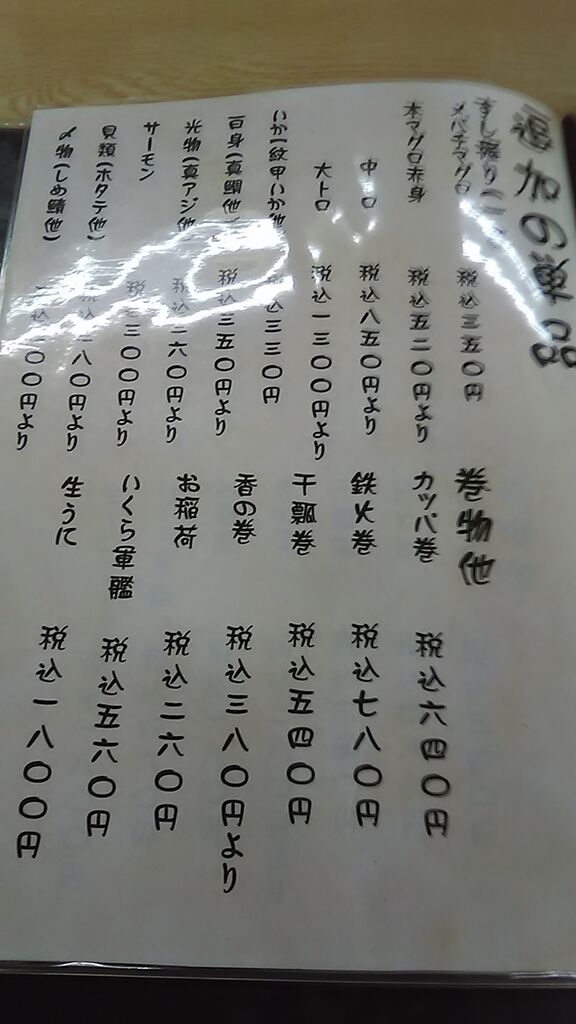 追加の単品
すし握り(一
メバチマグロ 税込三五〇円
本マグロ赤身 税込五二〇円より
中トロ 税込八五〇円より
大トロ 税込一三〇〇円より
いか(紋甲いか他) 税込三三〇円
白身(真鯛他) 税込三五〇円より
光物(真アジ他) 税込二六〇円より
サーモン 税込三〇〇円より
貝類(ホタテ他) 八〇円より
〆物(しめ鯖他) 〇〇円より
巻物他
カッパ巻 税込六四〇円
鉄火巻 税込七八〇円
干瓢巻 税込五四〇円
香の巻 税込三八〇円より
お稲荷 税込二六〇円
いくら軍艦 税込五六〇円
生うに 税込一八〇〇円